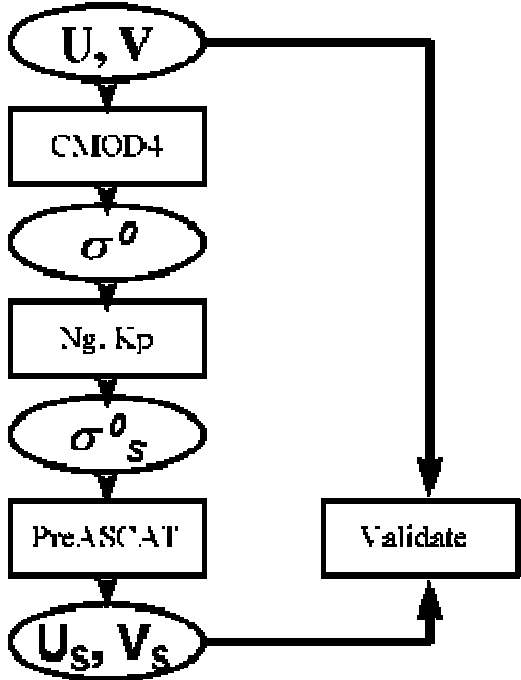 U, V
CMOD4
σ⁰
Ng. Kp
σ⁰s
PreASCAT
Validate
Us, Vs